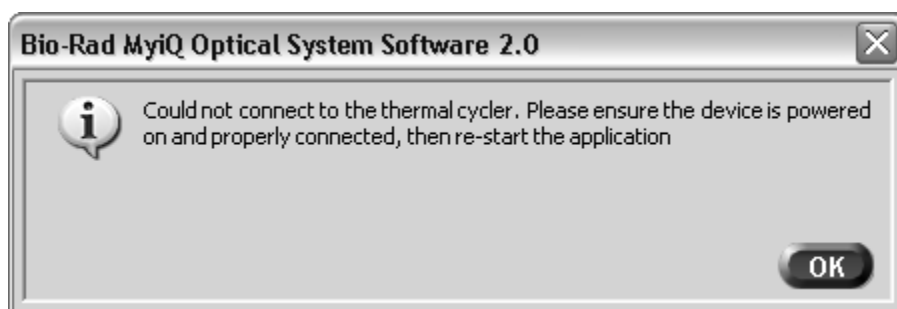 Bio-Rad MyiQ Optical System Software 2.0
Could not connect to the thermal cycler. Please ensure the device is powered
on and properly connected, then re-start the application
OK